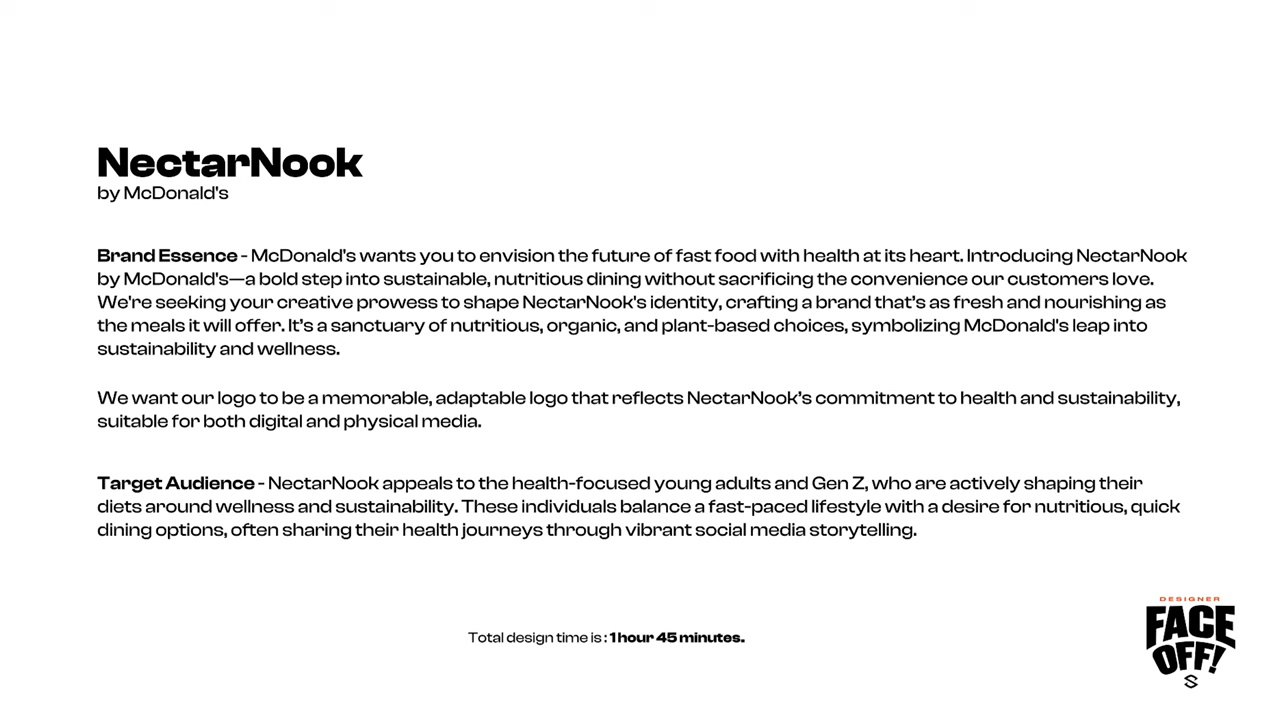 NectarNook
by McDonald's
Brand Essence - McDonald's wants you to envision the future of fast food with health at its heart. Introducing NectarNook
by McDonald's—a bold step into sustainable, nutritious dining without sacrificing the convenience our customers love.
We're seeking your creative prowess to shape NectarNook's identity, crafting a brand that's as fresh and nourishing as
the meals it will offer. It's a sanctuary of nutritious, organic, and plant-based choices, symbolizing McDonald's leap into
sustainability and wellness.
We want our logo to be a memorable, adaptable logo that reflects NectarNook's commitment to health and sustainability,
suitable for both digital and physical media.
Target Audience - NectarNook appeals to the health-focused young adults and Gen Z, who are actively shaping their
diets around wellness and sustainability. These individuals balance a fast-paced lifestyle with a desire for nutritious, quick
dining options, often sharing their health journeys through vibrant social media storytelling.
Total design time is : 1 hour 45 minutes.
DESIGNER
FACE
OFF!